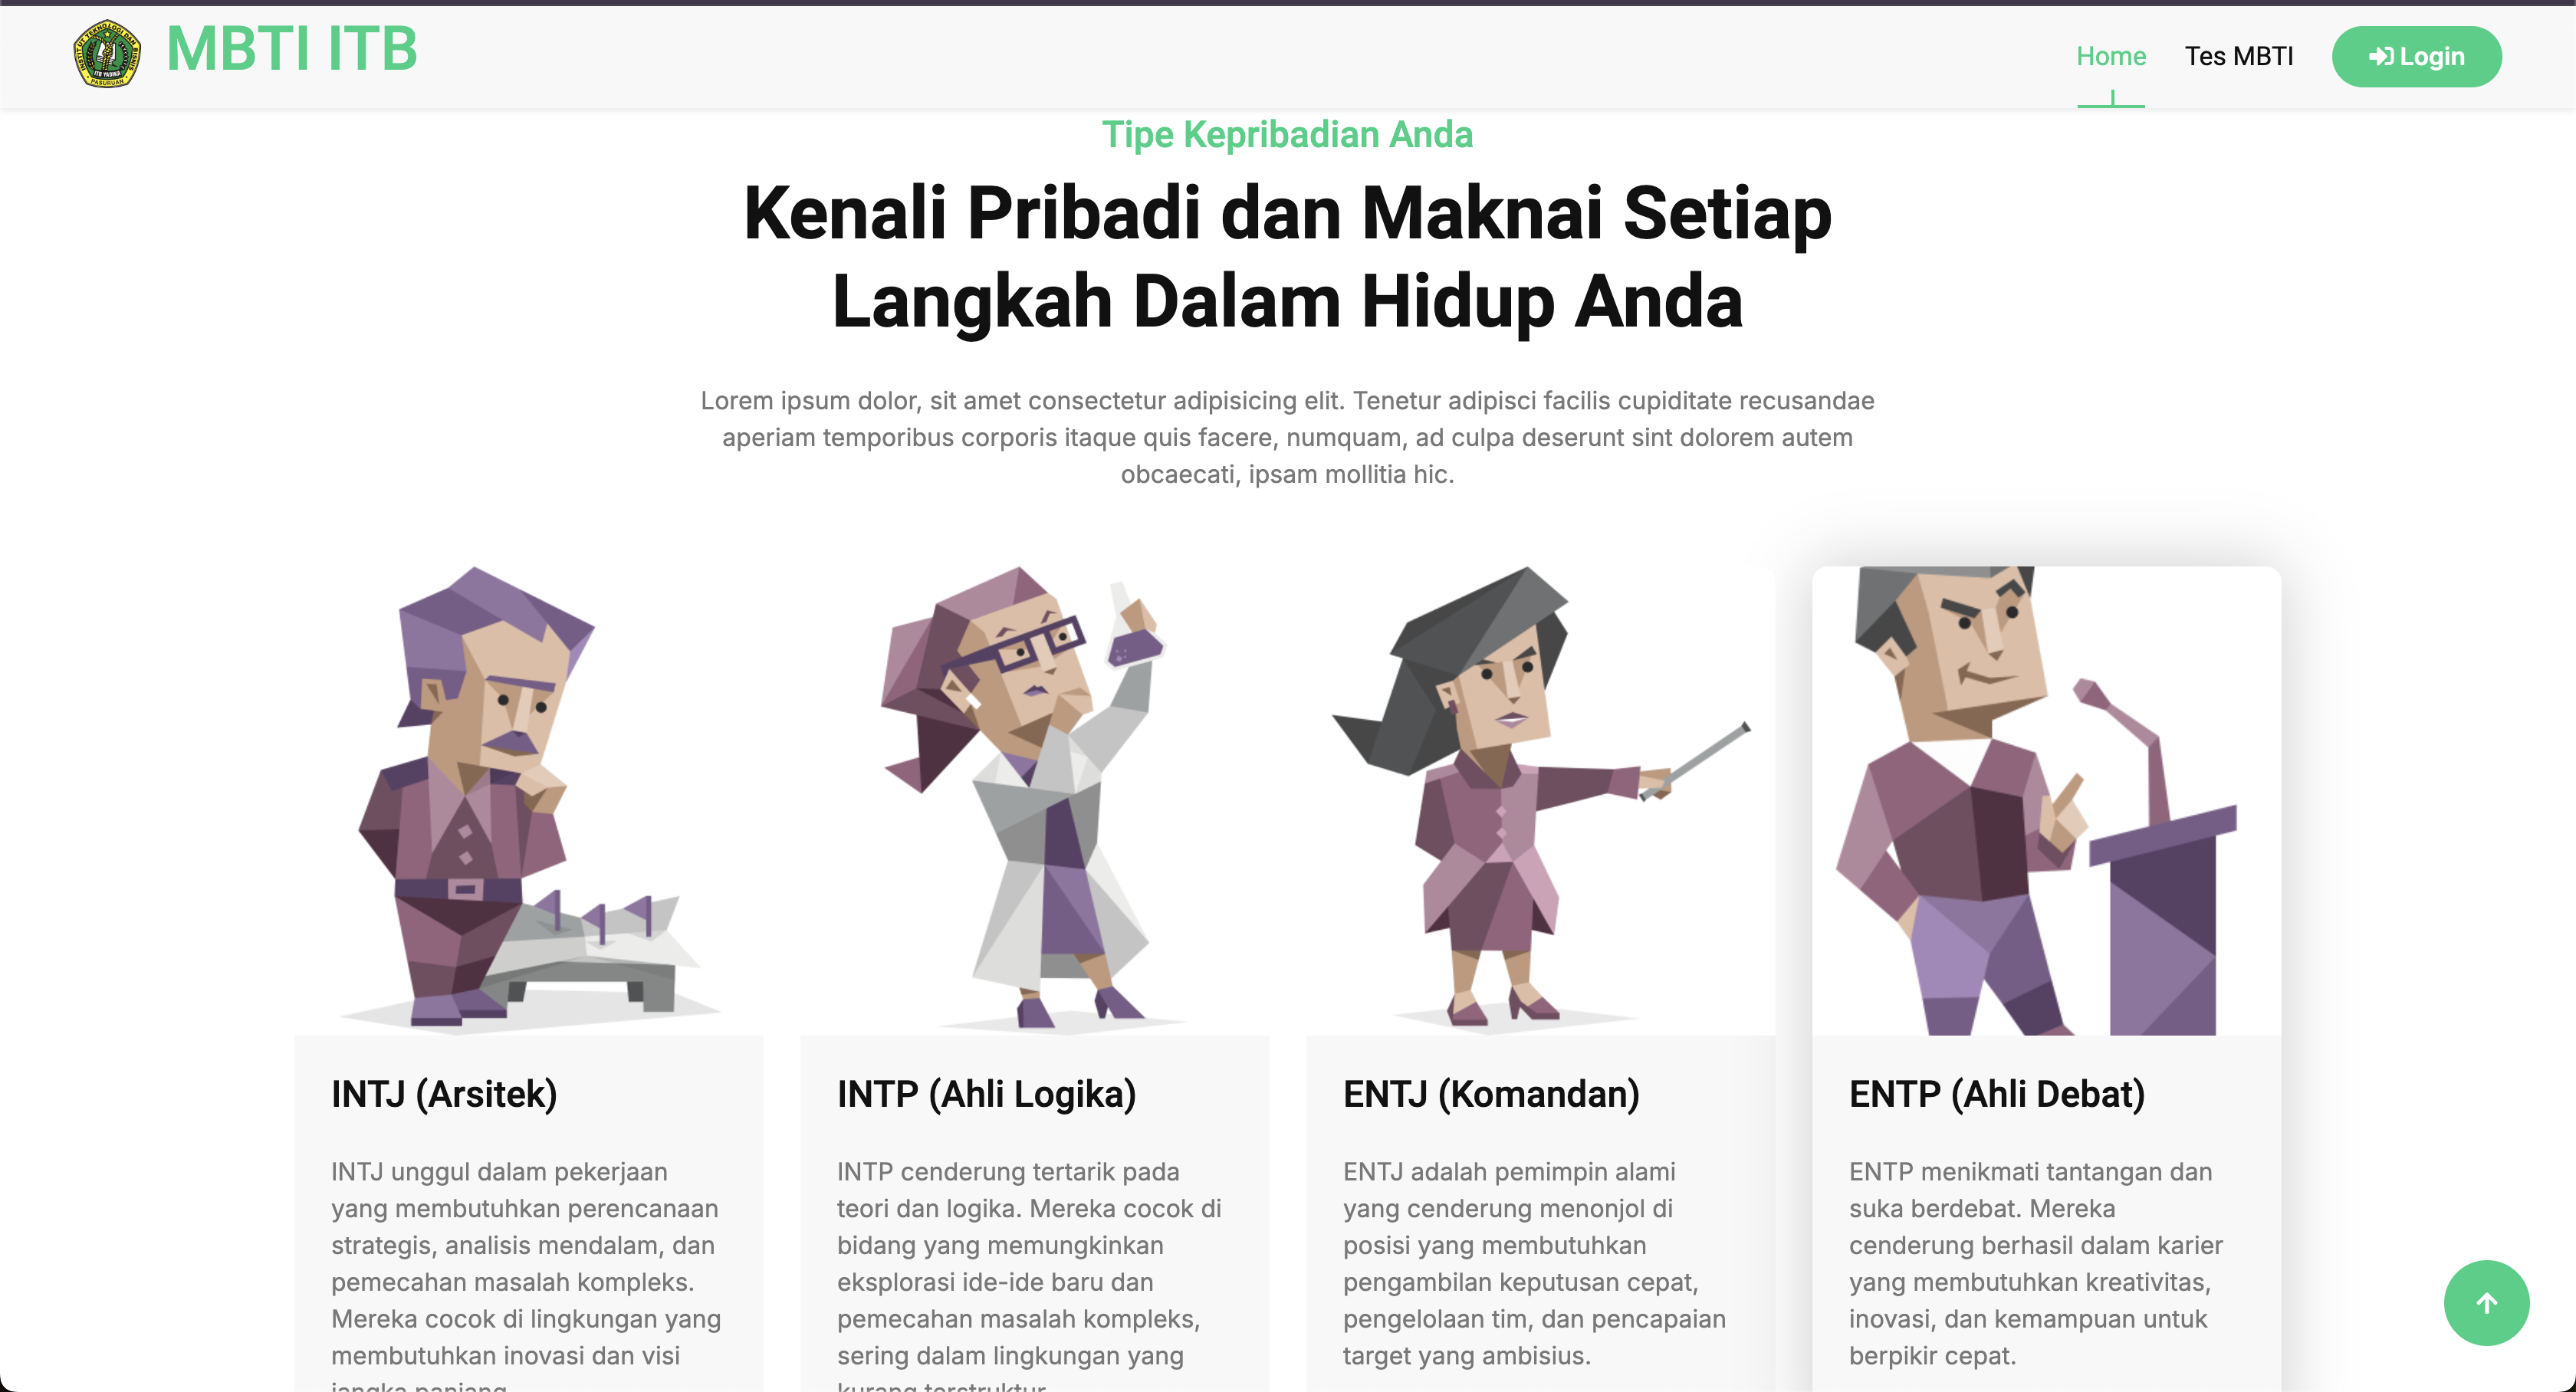 MBTI ITB
Home
Tes MBTI
Login
Tipe Kepribadian Anda
Kenali Pribadi dan Maknai Setiap
Langkah Dalam Hidup Anda
Lorem ipsum dolor, sit amet consectetur adipisicing elit. Tenetur adipisci facilis cupiditate recusandae
aperiam temporibus corporis itaque quis facere, numquam, ad culpa deserunt sint dolorem autem
obcaecati, ipsam mollitia hic.
INTJ (Arsitek)
INTJ unggul dalam pekerjaan
yang membutuhkan perencanaan
strategis, analisis mendalam, dan
pemecahan masalah kompleks.
Mereka cocok di lingkungan yang
membutuhkan inovasi dan visi
jangka panjang
INTP (Ahli Logika)
INTP cenderung tertarik pada
teori dan logika. Mereka cocok di
bidang yang memungkinkan
eksplorasi ide-ide baru dan
pemecahan masalah kompleks,
sering dalam lingkungan yang
kurang terstruktur
ENTJ (Komandan)
ENTJ adalah pemimpin alami
yang cenderung menonjol di
posisi yang membutuhkan
pengambilan keputusan cepat,
pengelolaan tim, dan pencapaian
target yang ambisius.
ENTP (Ahli Debat)
ENTP menikmati tantangan dan
suka berdebat. Mereka
cenderung berhasil dalam karier
yang membutuhkan kreativitas,
inovasi, dan kemampuan untuk
berpikir cepat.